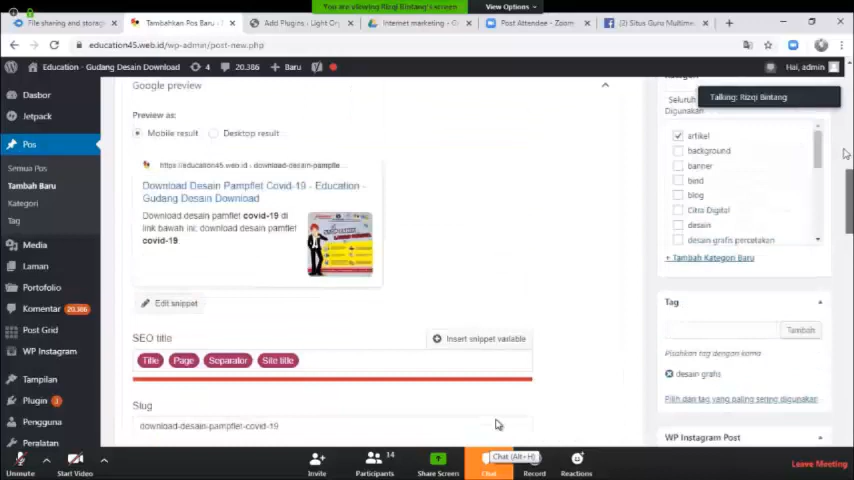 You are viewing Rizqi Bintang's screen
View Options
File sharing and storage
Tambahkan Pos Baru
Add Plugins
Internet marketing - G
Post Attendee - Zoom
(2) Situs Guru Multime
education45.web.id/wp-admin/post-new.php
Education - Gudang Desain Download
4
20.386
Baru
Hai, admin
Talking: Rizqi Bintang
Dasbor
Jetpack
Pos
Semua Pos
Tambah Baru
Kategori
Tag
Media
Laman
Portofolio
Komentar 20.386
Post Grid
WP Instagram
Tampilan
Plugin 3
Pengguna
Peralatan
Google preview
Preview as:
Mobile result
Desktop result
https://education45.web.id › download-desain-pampfle...
Download Desain Pampflet Covid-19 - Education -
Gudang Desain Download
Download desain pamflet covid-19 di
link bawah ini: download desain pamflet
covid-19
Edit snippet
SEO title
Insert snippet variable
Title
Page
Separator
Site title
Slug
download-desain-pampflet-covid-19
Seluruh
Digunakan
artikel
background
banner
bind
blog
Citra Digital
desain
desain grafis percetakan
+ Tambah Kategori Baru
Tag
Tambah
Pisahkan tag dengan koma
desain grafis
Pilih dari tag yang paling sering digunakan
WP Instagram Post
Unmute
Start Video
Invite
14
Participants
Share Screen
Chat
Chat (Alt+H)
Record
Reactions
Leave Meeting